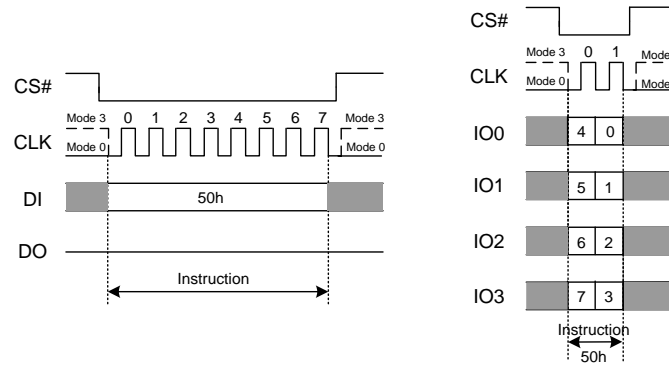 CS#
Mode 3 0 1 2 3 4 5 6 7 Mode 3
CLK Mode 0 Mode 0
DI 50h
DO
Instruction
CS#
Mode 3 0 1 Mode
CLK Mode 0 Mode
IO0 4 0
IO1 5 1
IO2 6 2
IO3 7 3
Instruction
50h